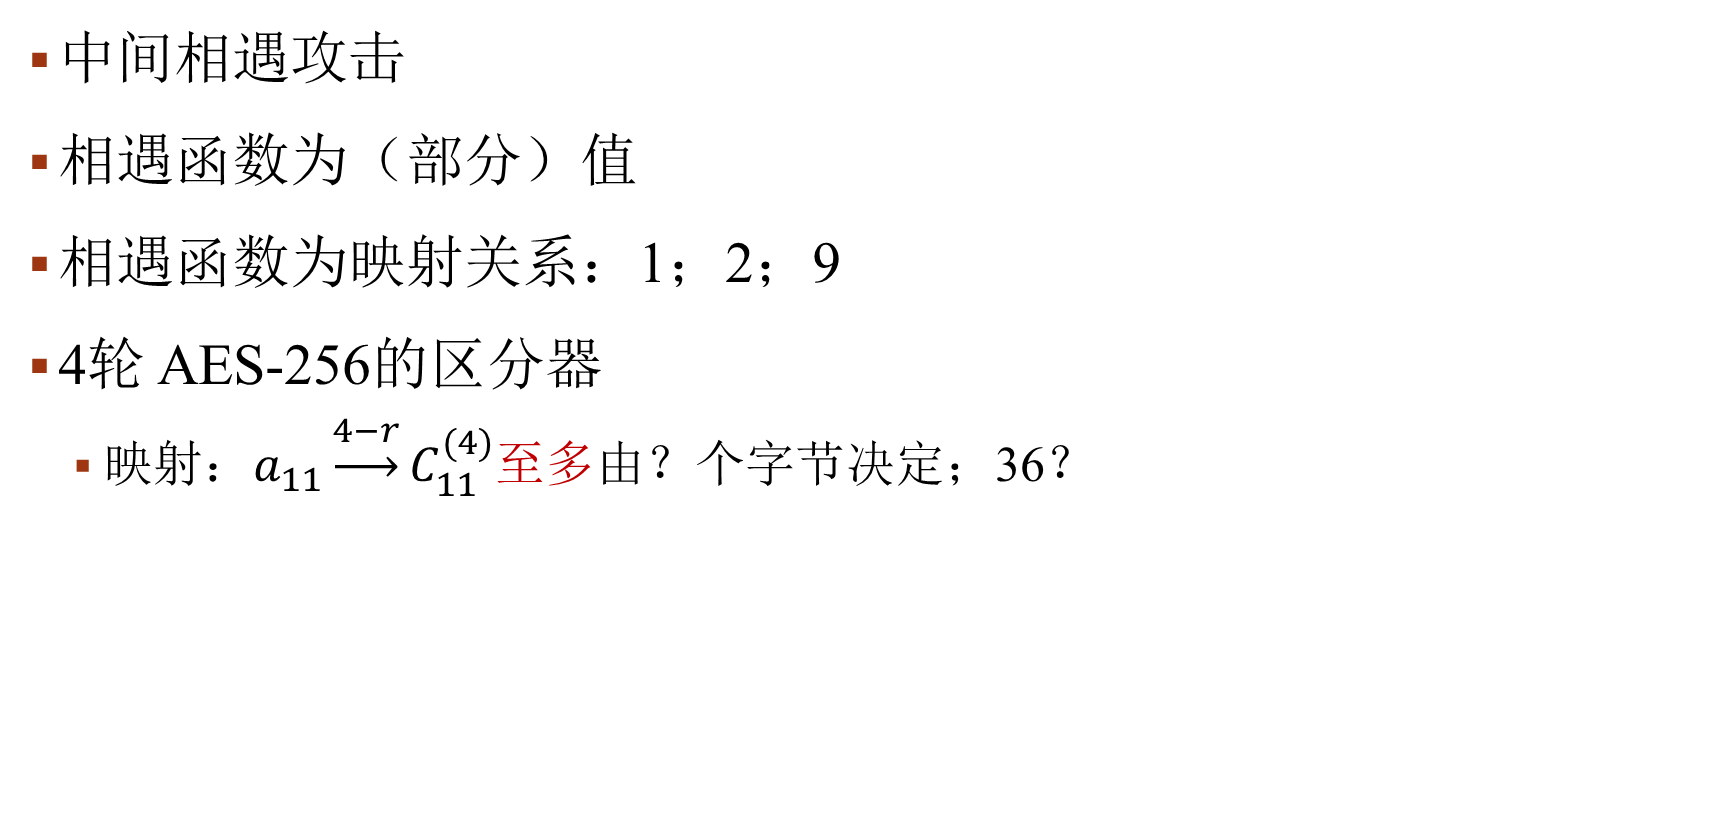 中间相遇攻击
相遇函数为（部分）值
相遇函数为映射关系：1；2；9
4轮 AES-256的区分器
映射：a₁₁ —4−r→ C₁₁⁽⁴⁾至多由？个字节决定；36？